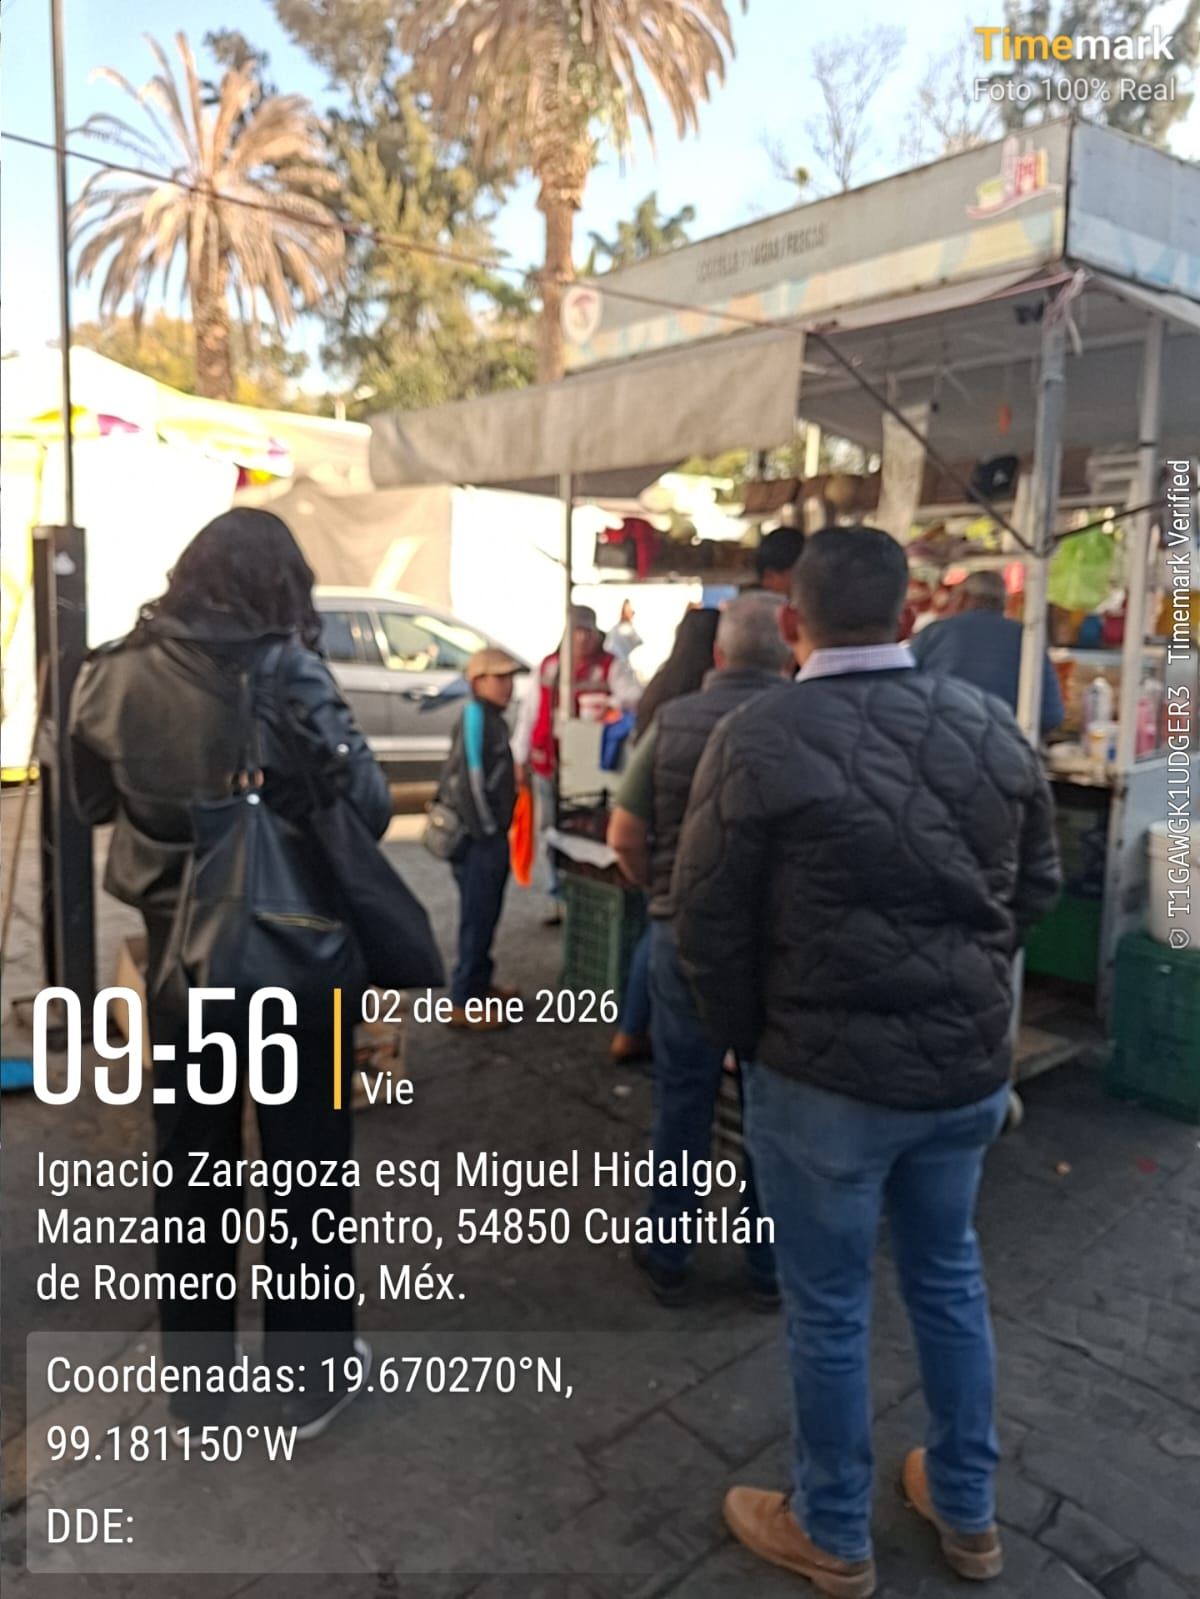 Timemark
Foto 100% Real
T1GAWGK1UDGER3 Timemark Verified
09:56
02 de ene 2026
Vie
Ignacio Zaragoza esq Miguel Hidalgo,
Manzana 005, Centro, 54850 Cuautitlán
de Romero Rubio, Méx.
Coordenadas: 19.670270°N,
99.181150°W
DDE: